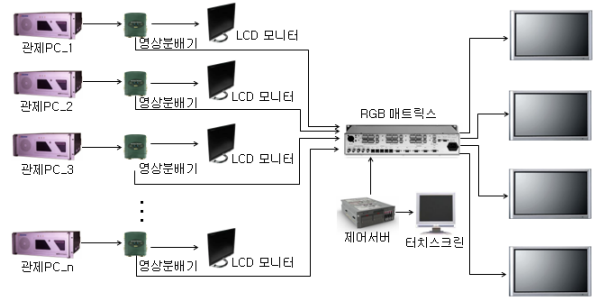 관제PC_1
영상분배기
LCD 모니터
관제PC_2
영상분배기
LCD 모니터
RGB 매트릭스
관제PC_3
영상분배기
LCD 모니터
제어서버
터치스크린
관제PC_n
영상분배기
LCD 모니터